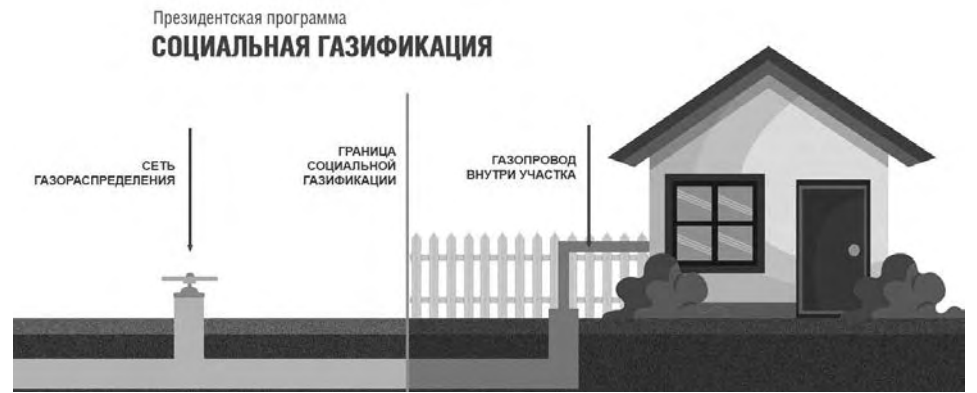 Президентская программа
СОЦИАЛЬНАЯ ГАЗИФИКАЦИЯ
СЕТЬ
ГАЗОРАСПРЕДЕЛЕНИЯ
ГРАНИЦА
СОЦИАЛЬНОЙ
ГАЗИФИКАЦИИ
ГАЗОПРОВОД
ВНУТРИ УЧАСТКА